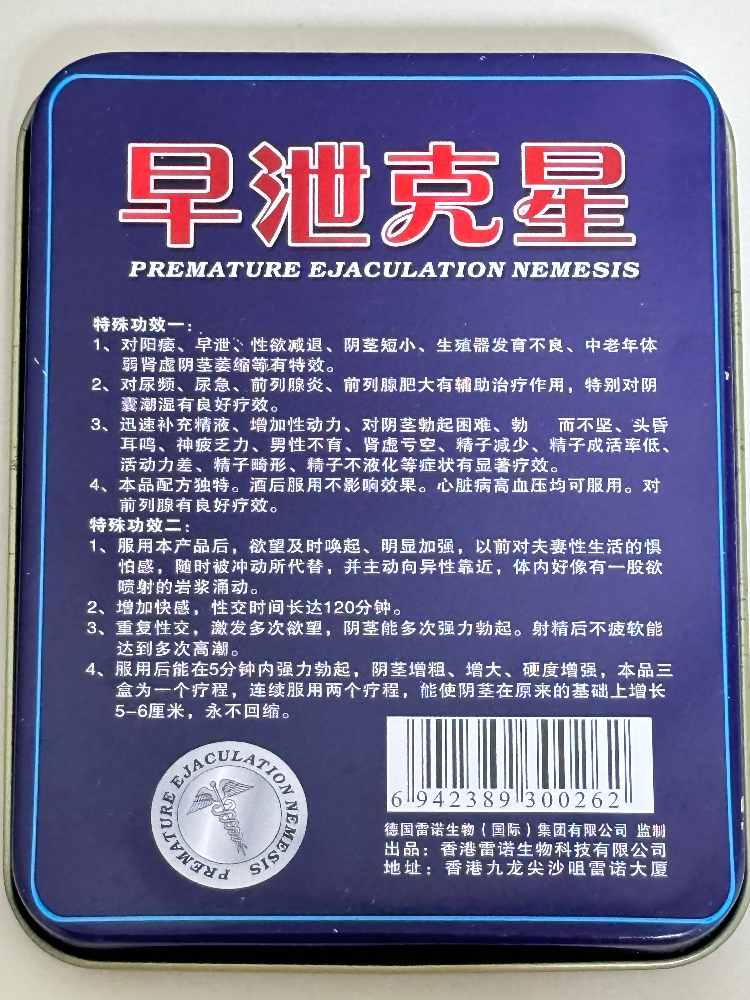 早泄克星
PREMATURE EJACULATION NEMESIS
特殊功效一：
1、对阳痿、早泄、性欲减退、阴茎短小、生殖器发育不良、中老年体
弱肾虚阴茎萎缩等有特效。
2、对尿频、尿急、前列腺炎、前列腺肥大有辅助治疗作用，特别对阴
囊潮湿有良好疗效。
3、迅速补充精液、增加性动力、对阴茎勃起困难、勃 而不坚、头昏
耳鸣、神疲乏力、男性不育、肾虚亏空、精子减少、精子成活率低、
活动力差、精子畸形、精子不液化等症状有显著疗效。
4、本品配方独特。酒后服用不影响效果。心脏病高血压均可服用。对
前列腺有良好疗效。
特殊功效二：
1、服用本产品后，欲望及时唤起、明显加强，以前对夫妻性生活的惧
怕感，随时被冲动所代替，并主动向异性靠近，体内好像有一股欲
喷射的岩浆涌动。
2、增加快感，性交时间长达120分钟。
3、重复性交，激发多次欲望，阴茎能多次强力勃起。射精后不疲软能
达到多次高潮。
4、服用后能在5分钟内强力勃起，阴茎增粗、增大、硬度增强，本品三
盒为一个疗程，连续服用两个疗程，能使阴茎在原来的基础上增长
5-6厘米，永不回缩。
PREMATURE EJACULATION NEMESIS
6 942389 300262
德国雷诺生物（国际）集团有限公司 监制
出品：香港雷诺生物科技有限公司
地址：香港九龙尖沙咀雷诺大厦